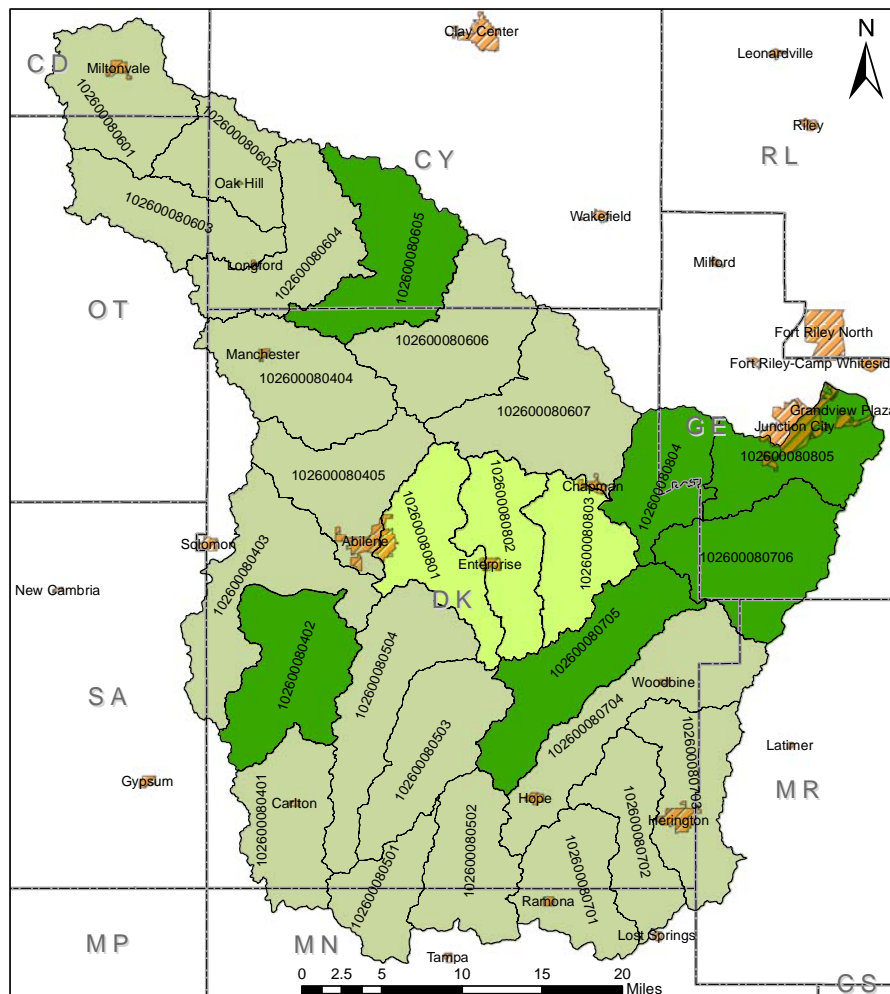 N
Clay Center
Leonardville
CD
Miltonvale
Riley
102600080601
102600080602
CY
RL
Oak Hill
102600080603
102600080604
102600080605
Wakefield
Longford
Milford
OT
Fort Riley North
102600080606
Manchester
Fort Riley-Camp Whiteside
102600080404
102600080607
Grandview Plaza
GE
Junction City
102600080405
102600080804
102600080805
Chapman
102600080801
102600080802
102600080803
Solomon
Abilene
102600080403
Enterprise
102600080706
New Cambria
DK
102600080402
102600080504
102600080705
Woodbine
SA
102600080704
102600080503
Latimer
102600080703
Gypsum
MR
Carlton
Hope
102600080401
Herington
102600080502
102600080702
102600080501
102600080701
Ramona
MP
MN
Lost Springs
Tampa
CS
0 2.5 5 10 15 20
Miles